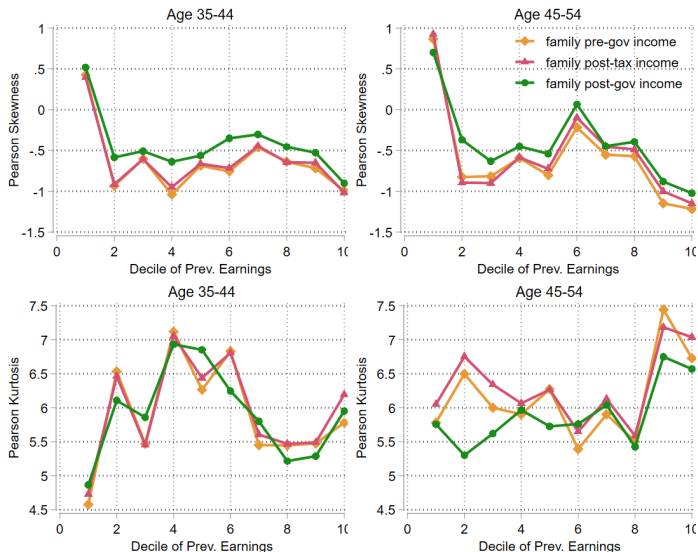 Age 35-44
Age 45-54
Pearson Skewness
1
.5
0
-.5
-1
-1.5
0 2 4 6 8 10
Decile of Prev. Earnings
Pearson Skewness
1
.5
0
-.5
-1
-1.5
family pre-gov income
family post-tax income
family post-gov income
0 2 4 6 8 10
Decile of Prev. Earnings
Age 35-44
Age 45-54
Pearson Kurtosis
7.5
7
6.5
6
5.5
5
4.5
0 2 4 6 8 10
Decile of Prev. Earnings
Pearson Kurtosis
7.5
7
6.5
6
5.5
5
4.5
0 2 4 6 8 10
Decile of Prev. Earnings